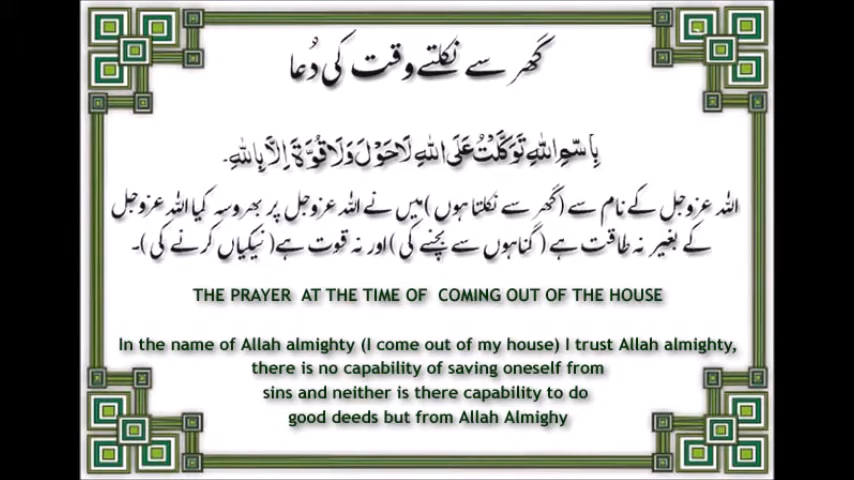 گھر سے نکلتے وقت کی دُعا
بِاسْمِ اللہِ تَوَکَّلْتُ عَلَی اللہِ لَاحَوْلَ وَلَا قُوَّةَ اِلَّا بِاللہِ۔
اللہ عزوجل کے نام سے (گھر سے نکلتا ہوں) میں نے اللہ عزوجل پر بھروسہ کیا اللہ عزوجل
کے بغیر نہ طاقت ہے (گناہوں سے بچنے کی) اور نہ قوت ہے (نیکیاں کرنے کی)۔
THE PRAYER AT THE TIME OF COMING OUT OF THE HOUSE
In the name of Allah almighty (I come out of my house) I trust Allah almighty,
there is no capability of saving oneself from
sins and neither is there capability to do
good deeds but from Allah Almighy